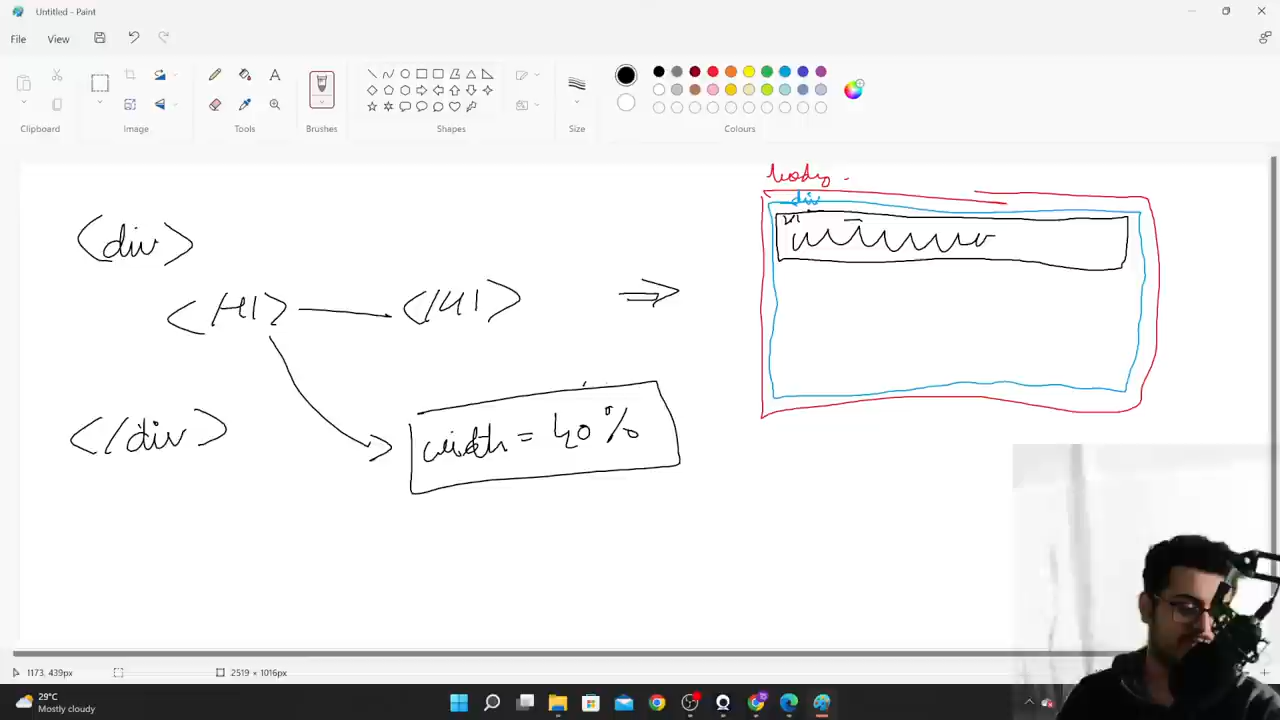 Untitled - Paint
File View
Clipboard Image Tools Brushes Shapes Size Colours
body
div
H1
<div>
<H1> </H1>
</div>
width = 40%
1173, 439px 2519 × 1016px
29°C
Mostly cloudy